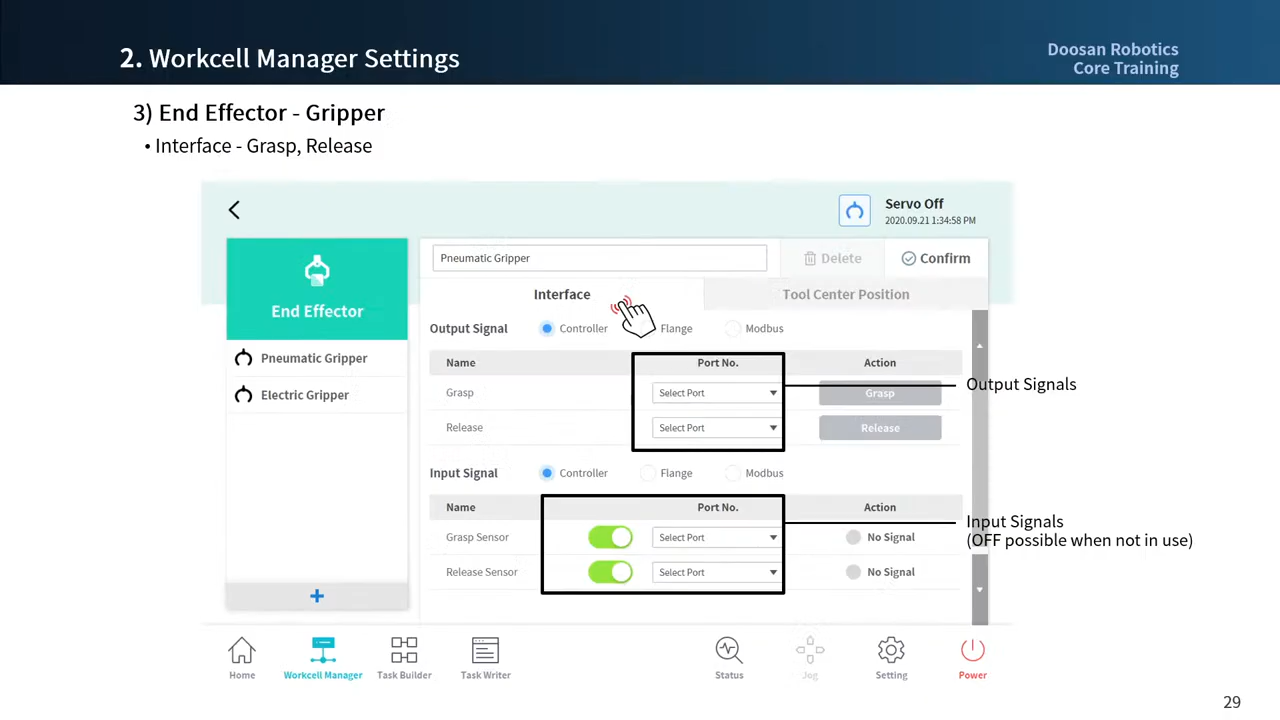 2. Workcell Manager Settings
Doosan Robotics
Core Training
3) End Effector - Gripper
• Interface - Grasp, Release
Servo Off
2020.09.21 1:34:58 PM
End Effector
Pneumatic Gripper
Electric Gripper
+
Pneumatic Gripper
Delete
Confirm
Interface
Tool Center Position
Output Signal Controller Flange Modbus
Name Port No. Action
Grasp Select Port Grasp
Release Select Port Release
Output Signals
Input Signal Controller Flange Modbus
Name Port No. Action
Grasp Sensor Select Port No Signal
Release Sensor Select Port No Signal
Input Signals
(OFF possible when not in use)
Home Workcell Manager Task Builder Task Writer Status Jog Setting Power
29